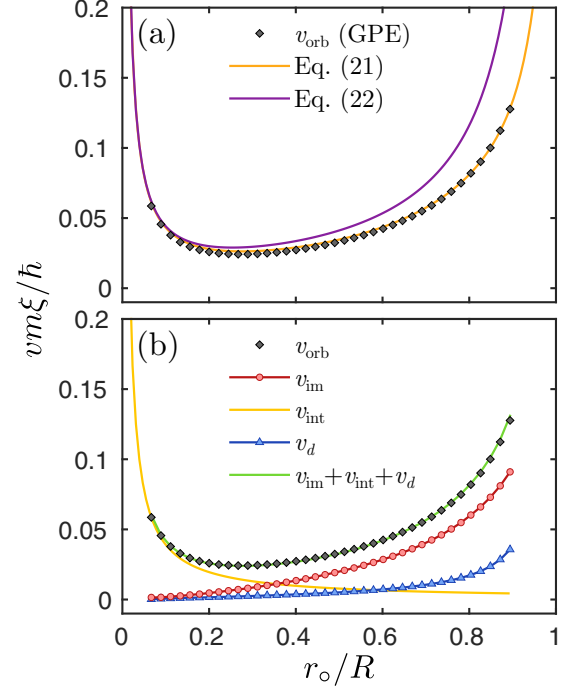 0.2
(a)
v_orb (GPE)
Eq. (21)
Eq. (22)
0.15
0.1
0.05
0
vmξ/ħ
0.2
(b)
v_orb
v_im
v_int
v_d
v_im+v_int+v_d
0.15
0.1
0.05
0
0 0.2 0.4 0.6 0.8 1
r_∘/R